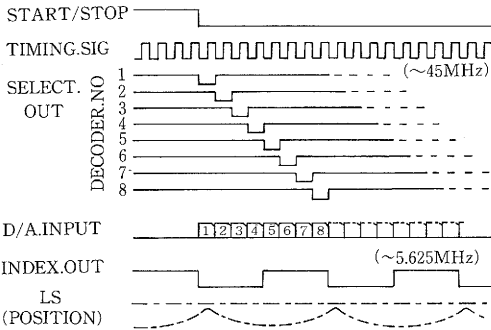 START/STOP
TIMING.SIG
(~45MHz)
SELECT.
OUT
DECODER.NO
1
2
3
4
5
6
7
8
D/A.INPUT
1 2 3 4 5 6 7 8
INDEX.OUT
(~5.625MHz)
LS
(POSITION)